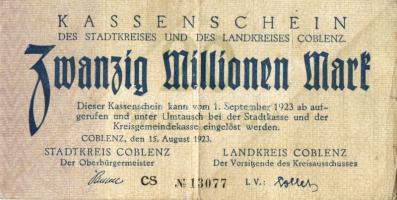 KASSENSCHEIN
DES STADTKREISES UND DES LANDKREISES COBLENZ.
Zwanzig Millionen Mark
Dieser Kassenschein kann vom 1. September 1923 ab auf-
gerufen und unter Umtausch bei der Stadtkasse und der
Kreisgemeindekasse eingelöst werden.
COBLENZ, den 15. August 1923.
STADTKREIS COBLENZ LANDKREIS COBLENZ
Der Oberbürgermeister Der Vorsitzende des Kreisausschusses
CS № 13077 I. V.: